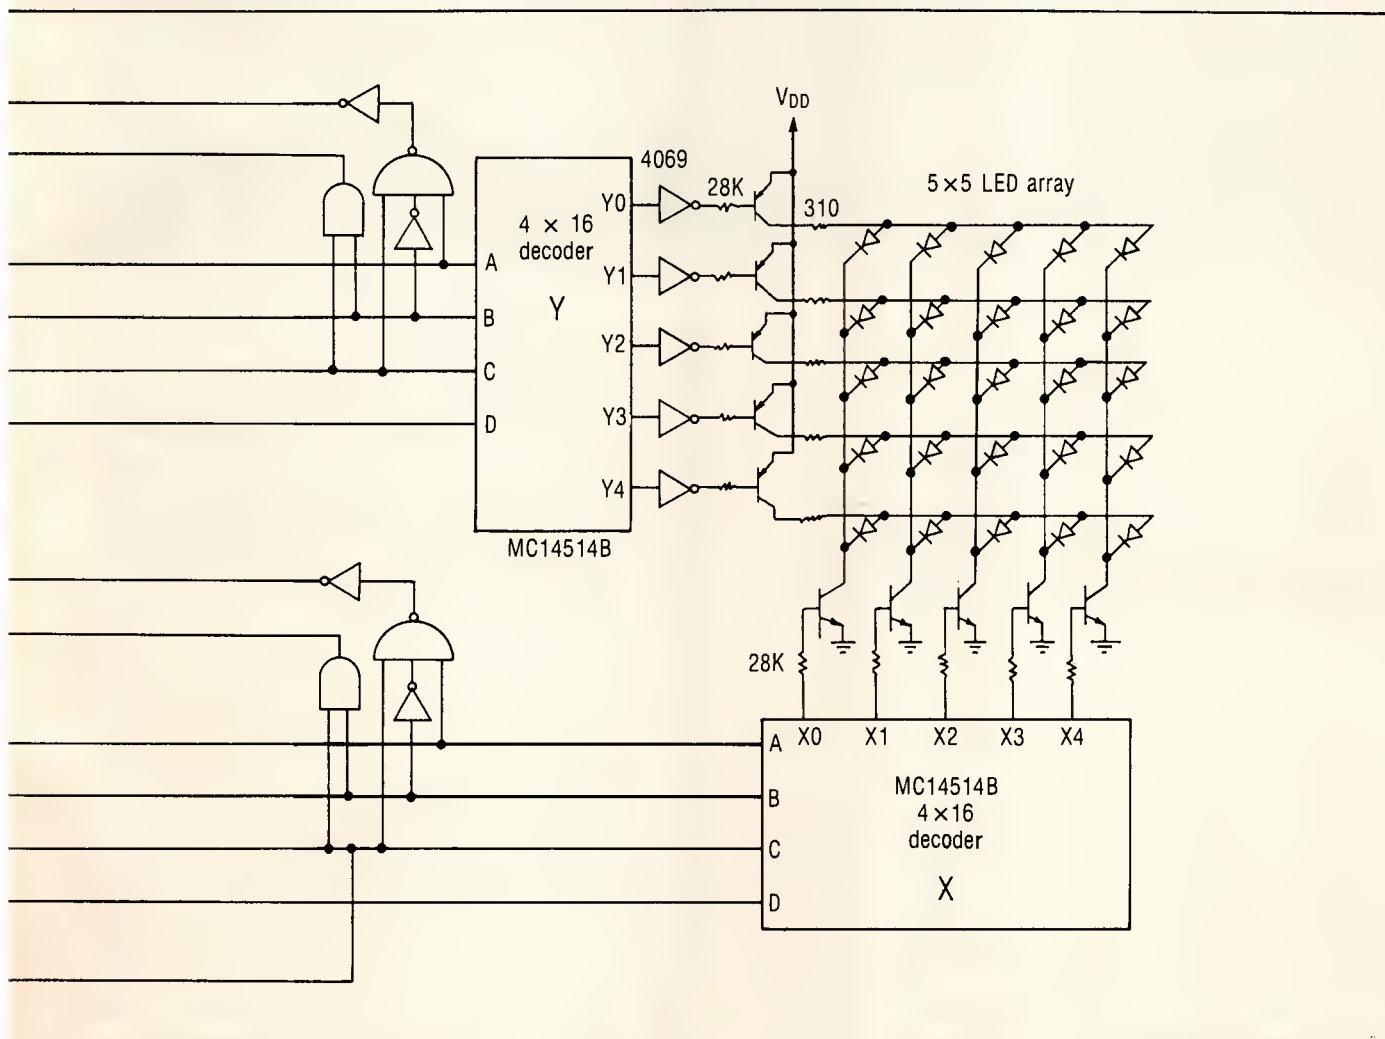 VDD
4069
28K
5×5 LED array
Y0
310
4 × 16
decoder
A
Y1
Y
B
Y2
C
Y3
D
Y4
MC14514B
28K
X0 X1 X2 X3 X4
A
MC14514B
B
4×16
decoder
C
X
D